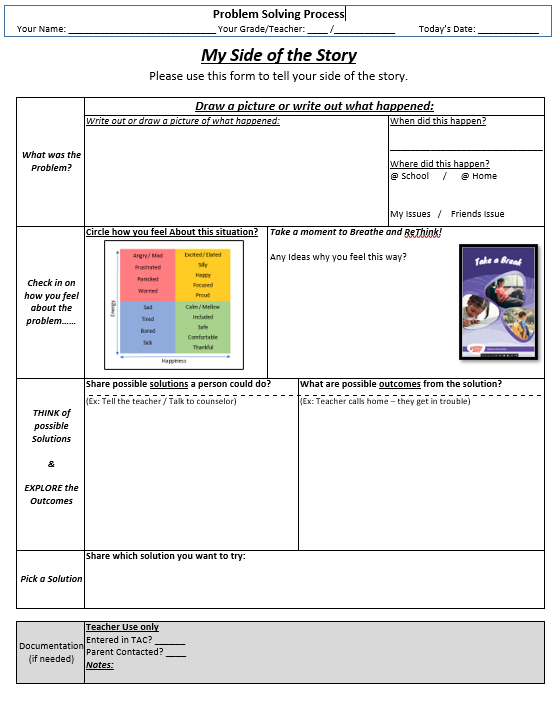 Problem Solving Process
Your Name: ______________________________ Your Grade/Teacher: ____ /____________ Today's Date: ____________
My Side of the Story
Please use this form to tell your side of the story.
Draw a picture or write out what happened:
What was the Problem?
Write out or draw a picture of what happened:
When did this happen?
Where did this happen?
@ School / @ Home
My Issues / Friends Issue
Check in on how you feel about the problem......
Circle how you feel About this situation?
Energy
Angry / Mad
Frustrated
Panicked
Worried
Excited / Elated
Silly
Happy
Focused
Proud
Sad
Tired
Bored
Sick
Calm / Mellow
Included
Safe
Comfortable
Thankful
Happiness
Take a moment to Breathe and ReThink!
Any Ideas why you feel this way?
Take a Break
THINK of possible Solutions
&
EXPLORE the Outcomes
Share possible solutions a person could do?
(Ex: Tell the teacher / Talk to counselor)
What are possible outcomes from the solution?
(Ex: Teacher calls home – they get in trouble)
Pick a Solution
Share which solution you want to try:
Documentation (if needed)
Teacher Use only
Entered in TAC? ______
Parent Contacted? ____
Notes: